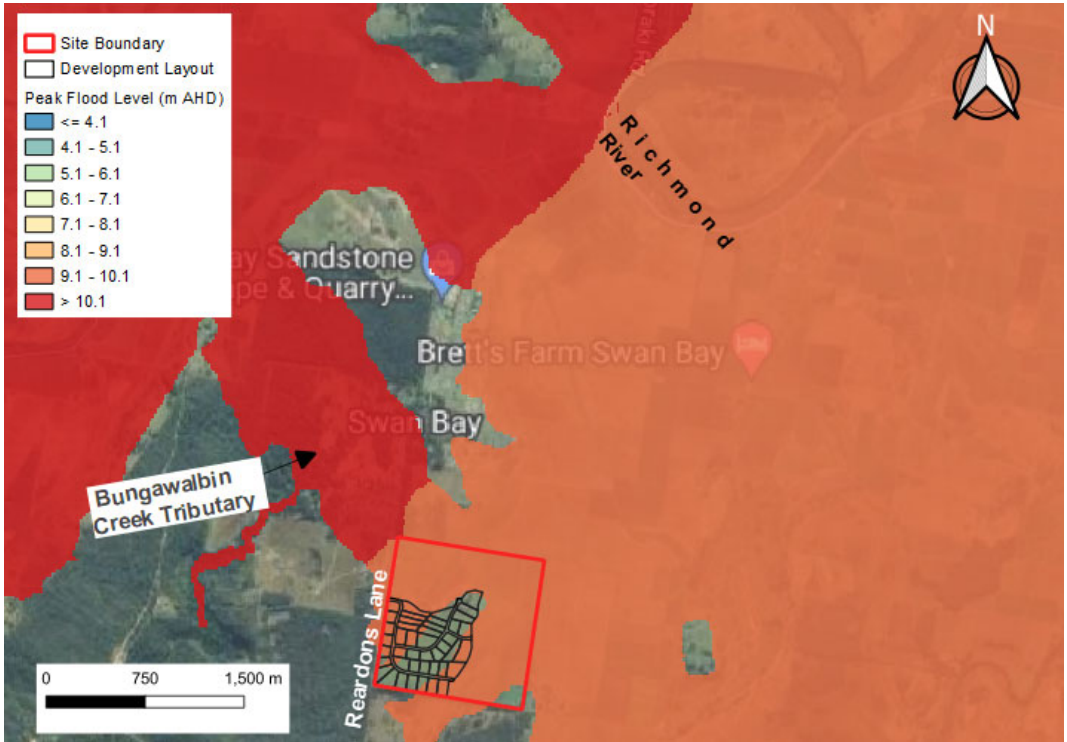 Site Boundary
Development Layout
Peak Flood Level (m AHD)
<= 4.1
4.1 - 5.1
5.1 - 6.1
6.1 - 7.1
7.1 - 8.1
8.1 - 9.1
9.1 - 10.1
> 10.1
N
Richmond
River
ay Sandstone
pe & Quarry...
Brett's Farm Swan Bay
Swan Bay
Bungawalbin
Creek Tributary
Reardons Lane
0 750 1,500 m